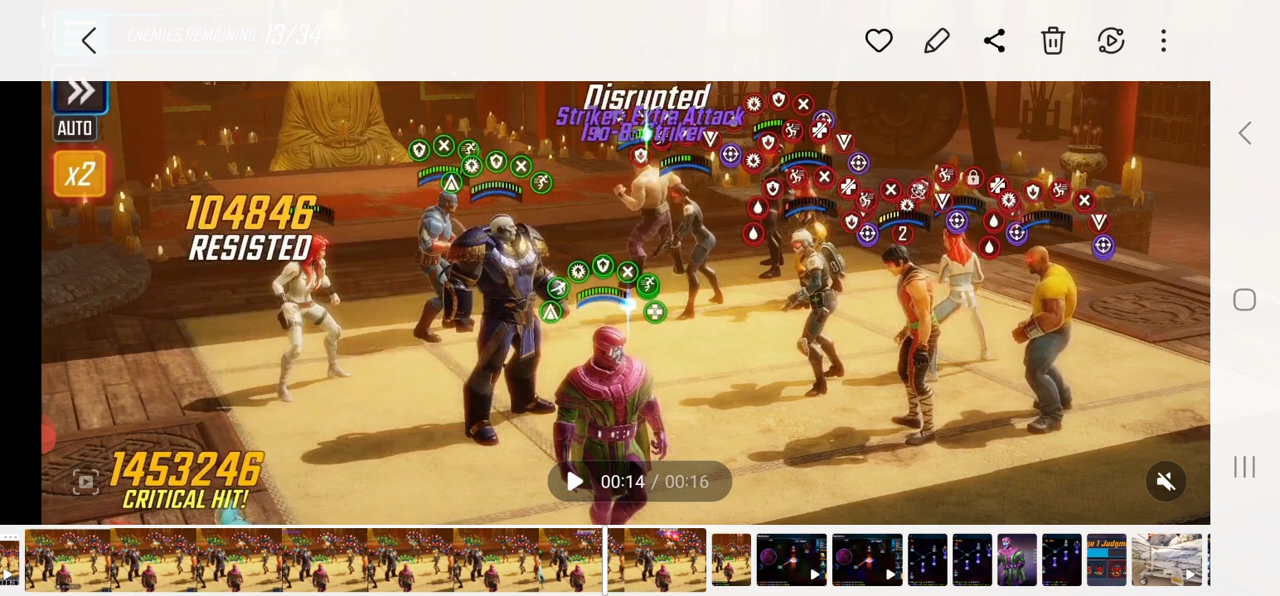 ENEMIES REMAINING 13/34
AUTO
x2
Disrupted
Striker, Extra Attack
104846
RESISTED
2
1453246
CRITICAL HIT!
00:14 / 00:16